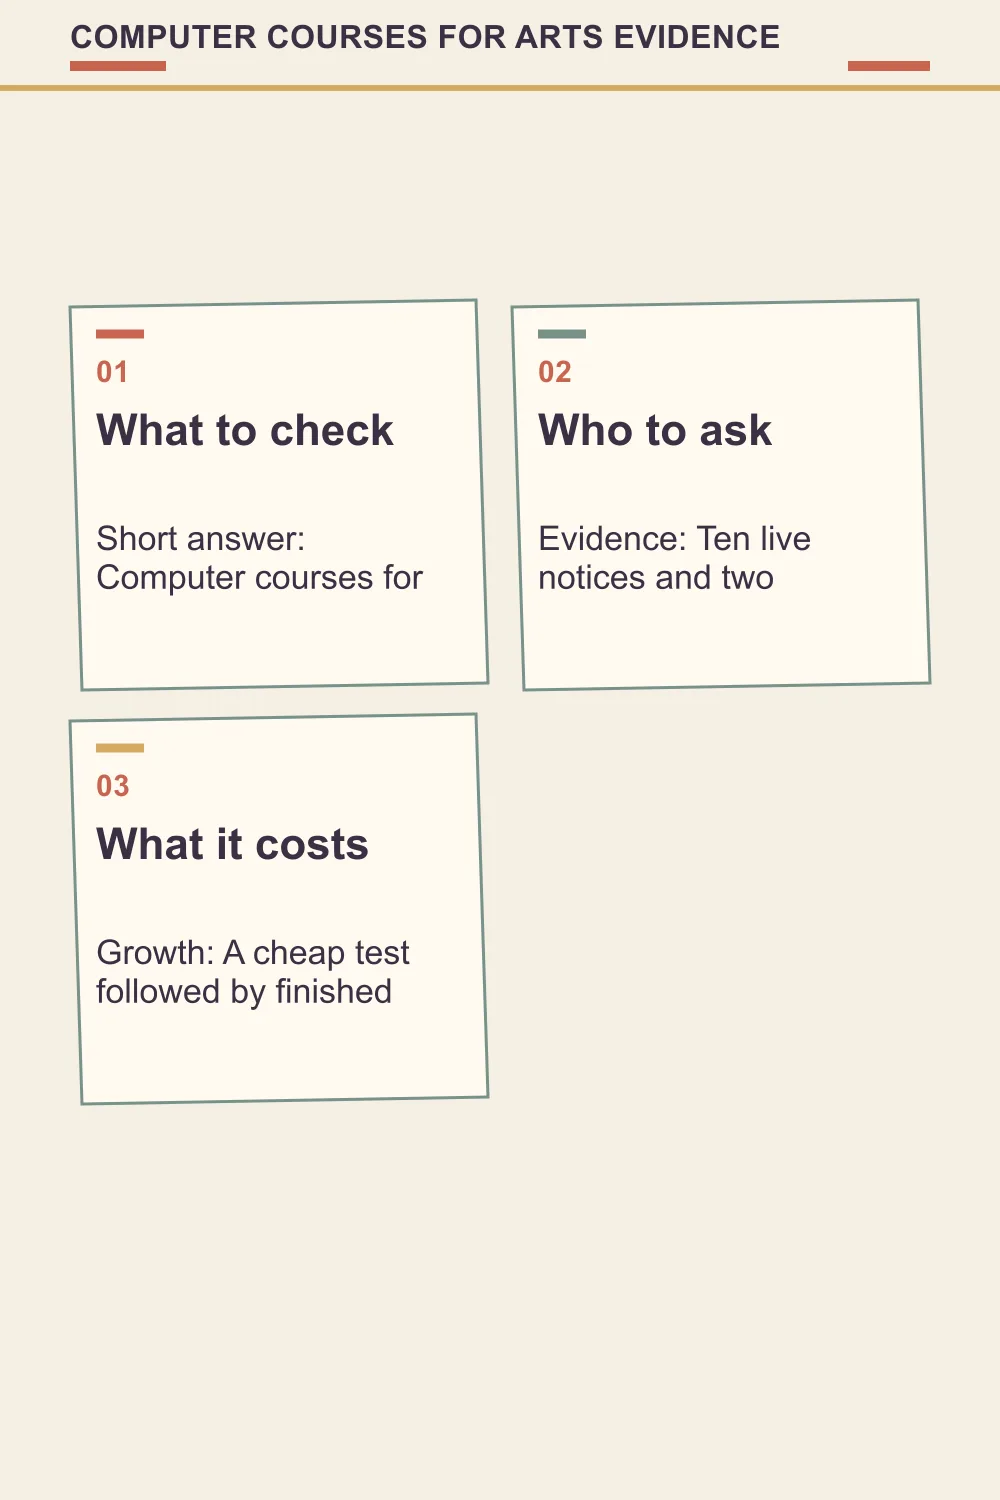 COMPUTER COURSES FOR ARTS EVIDENCE
01
What to check
Short answer:
Computer courses for
02
Who to ask
Evidence: Ten live
notices and two
03
What it costs
Growth: A cheap test
followed by finished